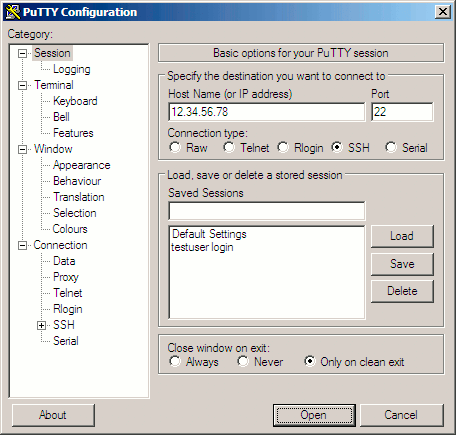 PuTTY Configuration
Category:
Session
Logging
Terminal
Keyboard
Bell
Features
Window
Appearance
Behaviour
Translation
Selection
Colours
Connection
Data
Proxy
Telnet
Rlogin
SSH
Serial
Basic options for your PuTTY session
Specify the destination you want to connect to
Host Name (or IP address) Port
12.34.56.78 22
Connection type:
Raw Telnet Rlogin SSH Serial
Load, save or delete a stored session
Saved Sessions
Default Settings
testuser login
Load
Save
Delete
Close window on exit:
Always Never Only on clean exit
About Open Cancel